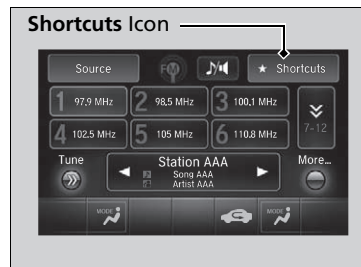 Shortcuts Icon
Source FM ★ Shortcuts
1 97.9 MHz 2 98.5 MHz 3 100.1 MHz
4 102.5 MHz 5 105 MHz 6 110.8 MHz 7-12
Tune Station AAA More...
Song AAA
Artist AAA
MODE MODE